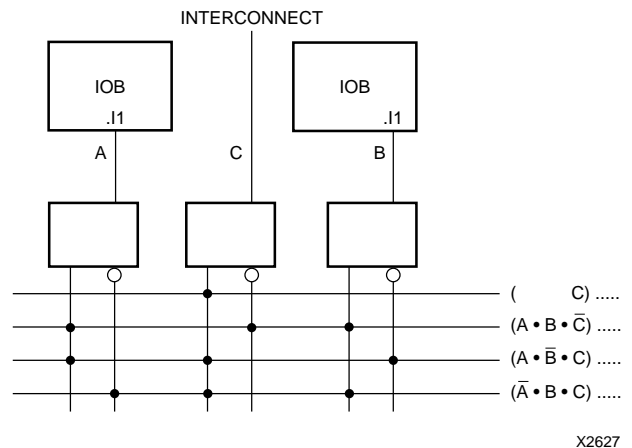 INTERCONNECT
IOB
IOB
.I1
.I1
A
C
B
( C) .....
(A • B • C̅) .....
(A • B̅ • C) .....
(A̅ • B • C) .....
X2627